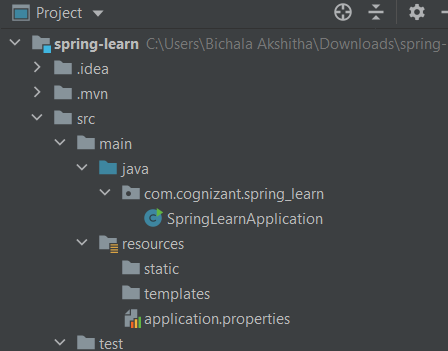 Project
spring-learn C:\Users\Bichala Akshitha\Downloads\spring-
.idea
.mvn
src
main
java
com.cognizant.spring_learn
SpringLearnApplication
resources
static
templates
application.properties
test